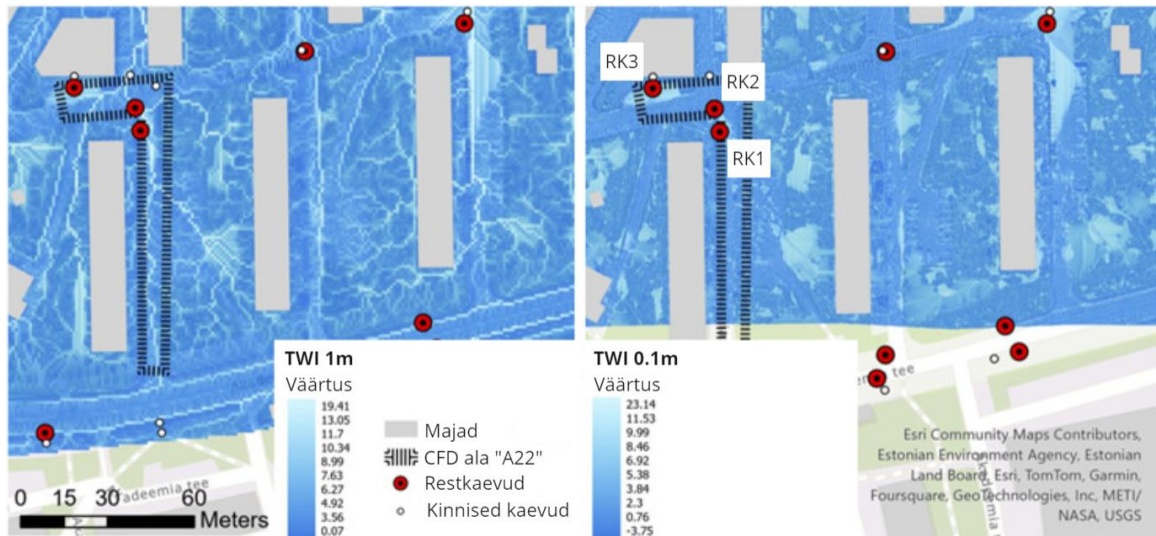 RK3
RK2
RK1
TWI 1m
Väärtus
19.41
13.05
11.7
10.34
8.99
7.63
6.27
4.92
3.56
0.07
Majad
CFD ala "A22"
Restkaevud
Kinnised kaevud
TWI 0.1m
Väärtus
23.14
11.53
9.99
8.46
6.92
5.38
3.84
2.3
0.76
-3.75
0 15 30 60
Meters
adeemia tee
tee
Esri Community Maps Contributors,
Estonian Environment Agency, Estonian
Land Board, Esri, TomTom, Garmin,
Foursquare, GeoTechnologies, Inc, METI/
NASA, USGS